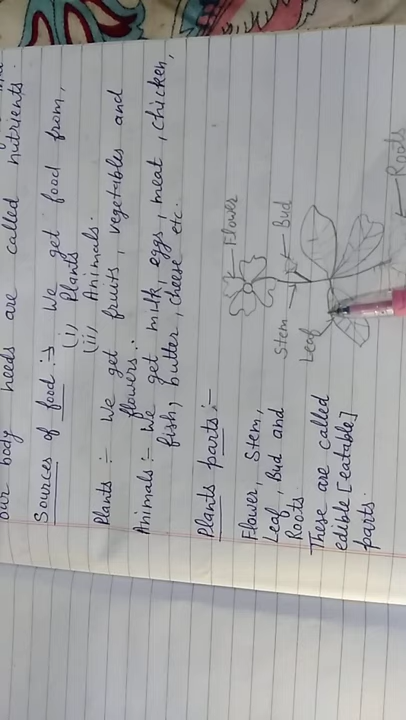 our body needs are called nutrients.
Sources of food :→ We get food from,
(i) Plants
(ii) Animals.
Plants :- We get fruits, vegetables and
flowers.
Animals :- We get milk, eggs, meat, chicken,
fish, butter, cheese etc.
Plants parts :-
Flower, Stem,
Leaf, Bud and
Roots.
These are called
edible [eatable]
parts.
Flower
Bud
Stem
Leaf
Roots